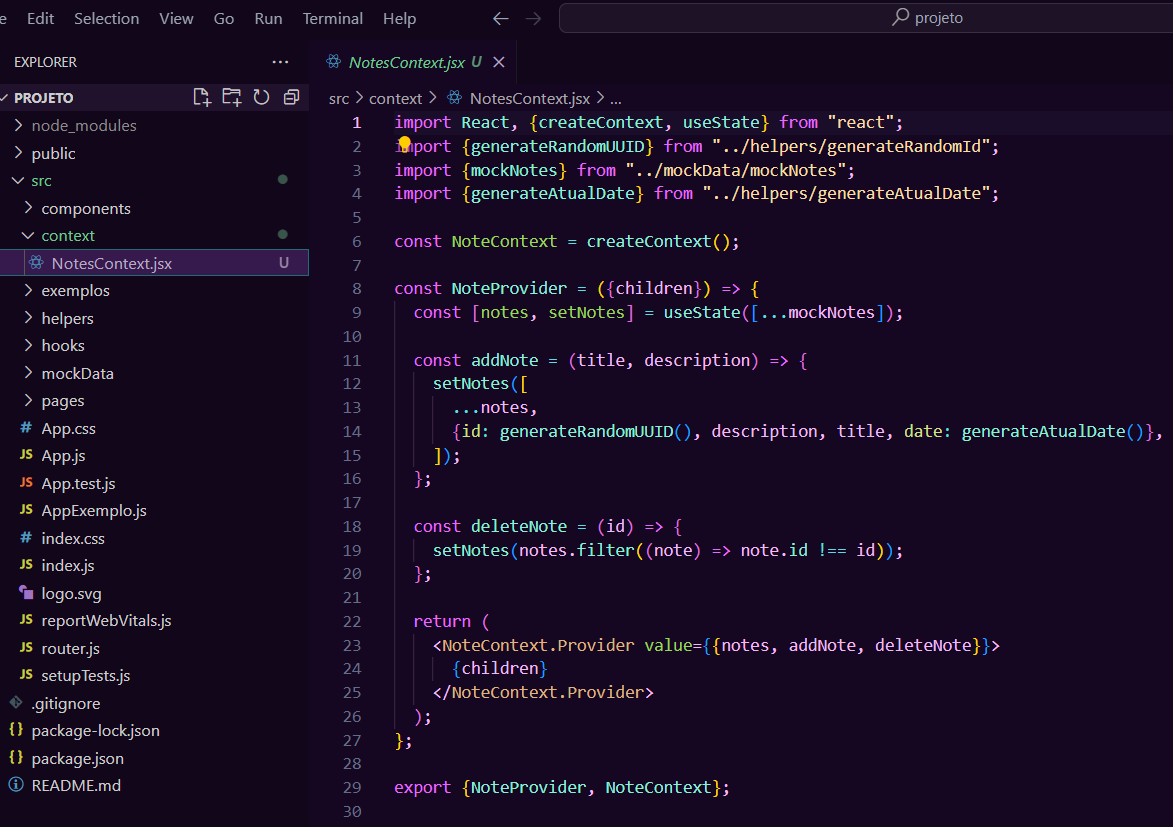 e Edit Selection View Go Run Terminal Help ← → projeto
EXPLORER ...
PROJETO
node_modules
public
src
components
context
NotesContext.jsx U
exemplos
helpers
hooks
mockData
pages
# App.css
JS App.js
JS App.test.js
JS AppExemplo.js
# index.css
JS index.js
logo.svg
JS reportWebVitals.js
JS router.js
JS setupTests.js
.gitignore
{} package-lock.json
{} package.json
README.md
NotesContext.jsx U
src > context > NotesContext.jsx > ...
1 import React, {createContext, useState} from "react";
2 import {generateRandomUUID} from "../helpers/generateRandomId";
3 import {mockNotes} from "../mockData/mockNotes";
4 import {generateAtualDate} from "../helpers/generateAtualDate";
5
6 const NoteContext = createContext();
7
8 const NoteProvider = ({children}) => {
9   const [notes, setNotes] = useState([...mockNotes]);
10
11   const addNote = (title, description) => {
12     setNotes([
13       ...notes,
14       {id: generateRandomUUID(), description, title, date: generateAtualDate()},
15     ]);
16   };
17
18   const deleteNote = (id) => {
19     setNotes(notes.filter((note) => note.id !== id));
20   };
21
22   return (
23     <NoteContext.Provider value={{notes, addNote, deleteNote}}>
24       {children}
25     </NoteContext.Provider>
26   );
27 };
28
29 export {NoteProvider, NoteContext};
30